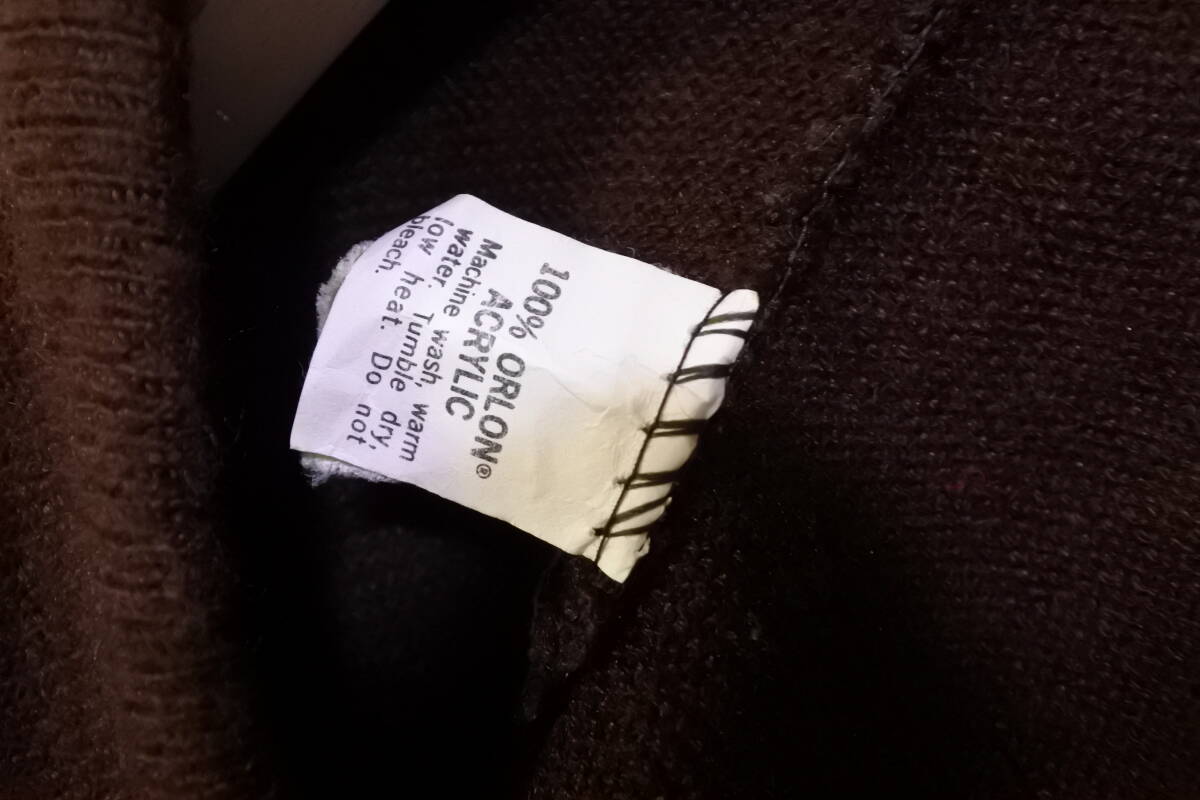 100% ORLON®
ACRYLIC
Machine wash, warm
water. Tumble dry,
low heat. Do not
bleach.